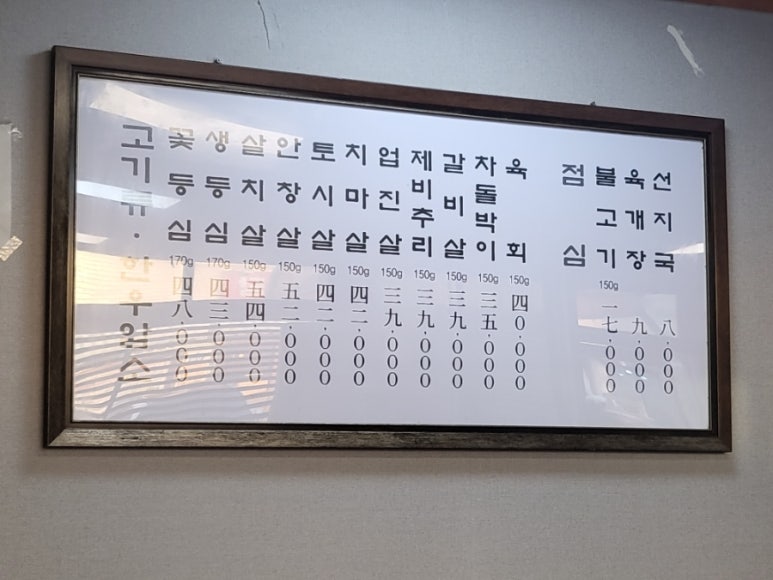 고기류·한우암소
꽃등심 170g 四八.000
생등심 170g 四三.000
살치살 150g 五四.000
안창살 150g 五二.000
토시살 150g 四二.000
치마살 150g 四二.000
업진살 150g 三九.000
제비추리 150g 三九.000
갈비살 150g 三九.000
차돌박이 150g 三五.000
육회 150g 四0.000
점심
불고기 150g 一七.000
육개장 九.000
선지국 八.000